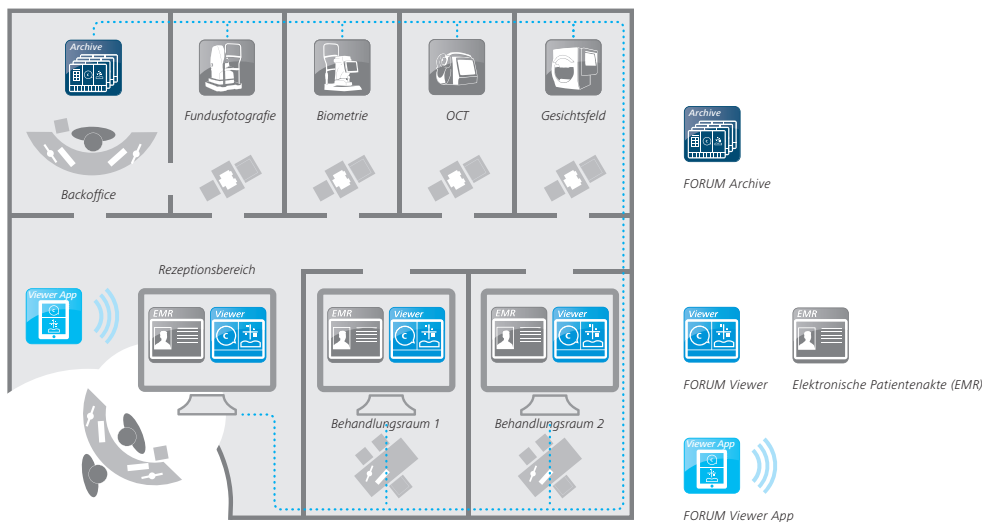 Archive
Fundusfotografie
Biometrie
OCT
Gesichtsfeld
Backoffice
Archive
FORUM Archive
Rezeptionsbereich
Viewer App
EMR
Viewer
EMR
Viewer
EMR
Viewer
Behandlungsraum 1
Behandlungsraum 2
Viewer
EMR
FORUM Viewer
Elektronische Patientenakte (EMR)
Viewer App
FORUM Viewer App